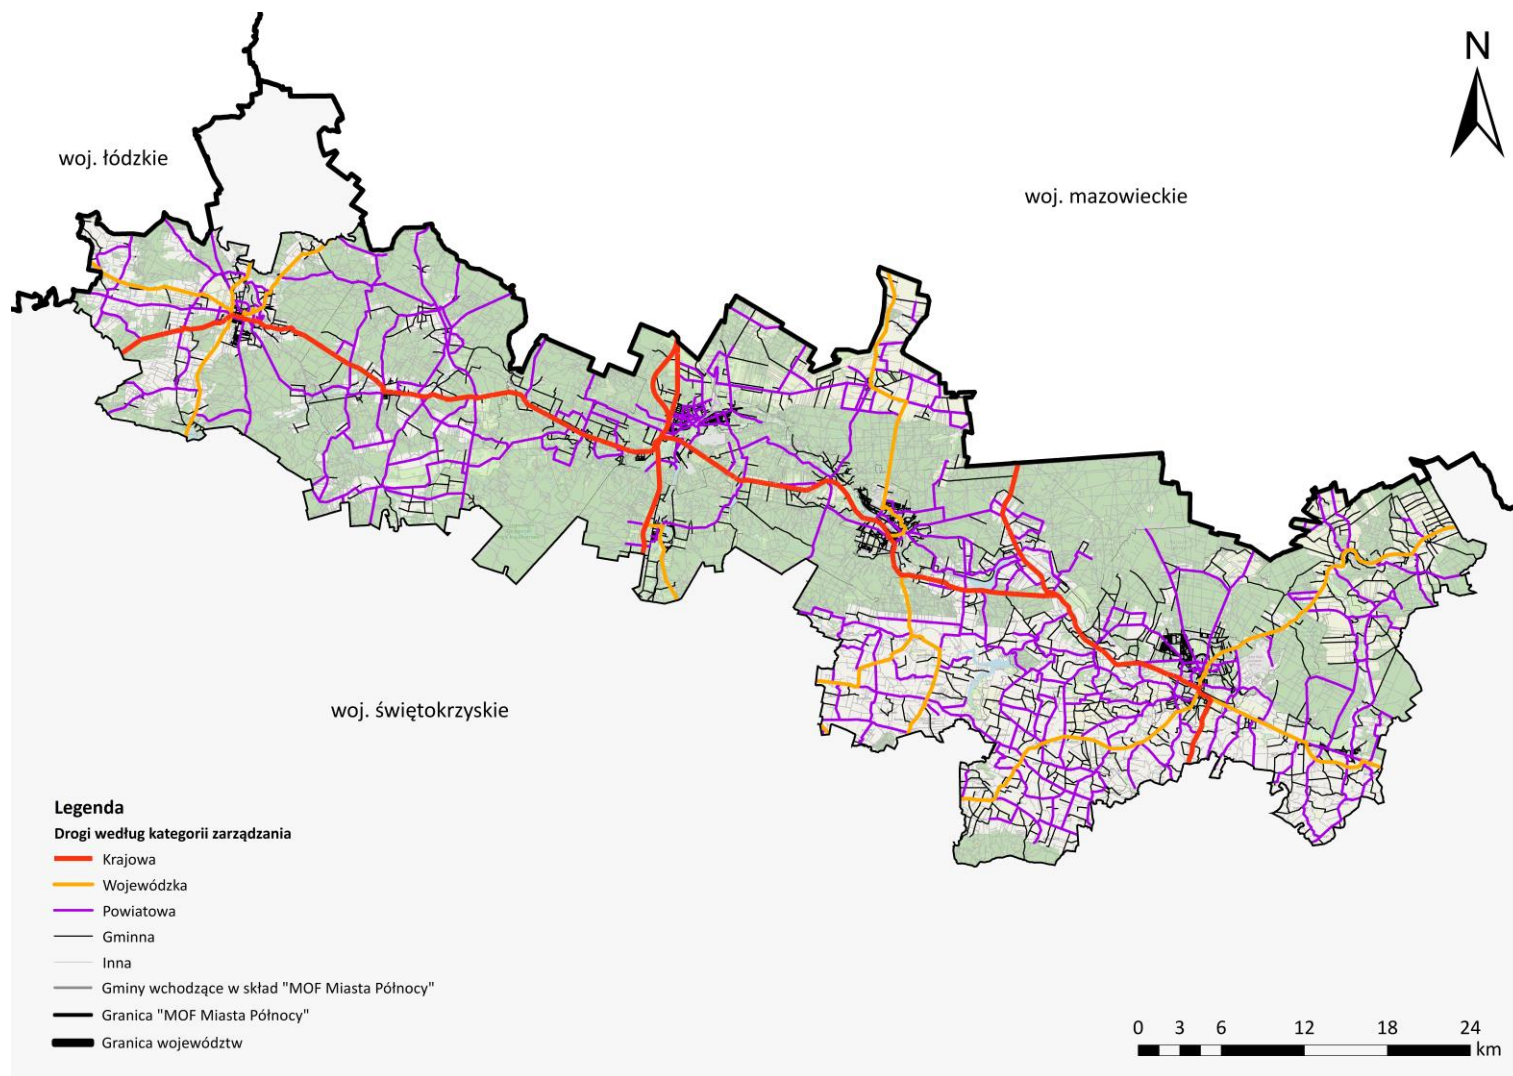 N
woj. łódzkie
woj. mazowieckie
woj. świętokrzyskie
Legenda
Drogi według kategorii zarządzania
Krajowa
Wojewódzka
Powiatowa
Gminna
Inna
Gminy wchodzące w skład "MOF Miasta Północy"
Granica "MOF Miasta Północy"
Granica województw
0 3 6 12 18 24
km